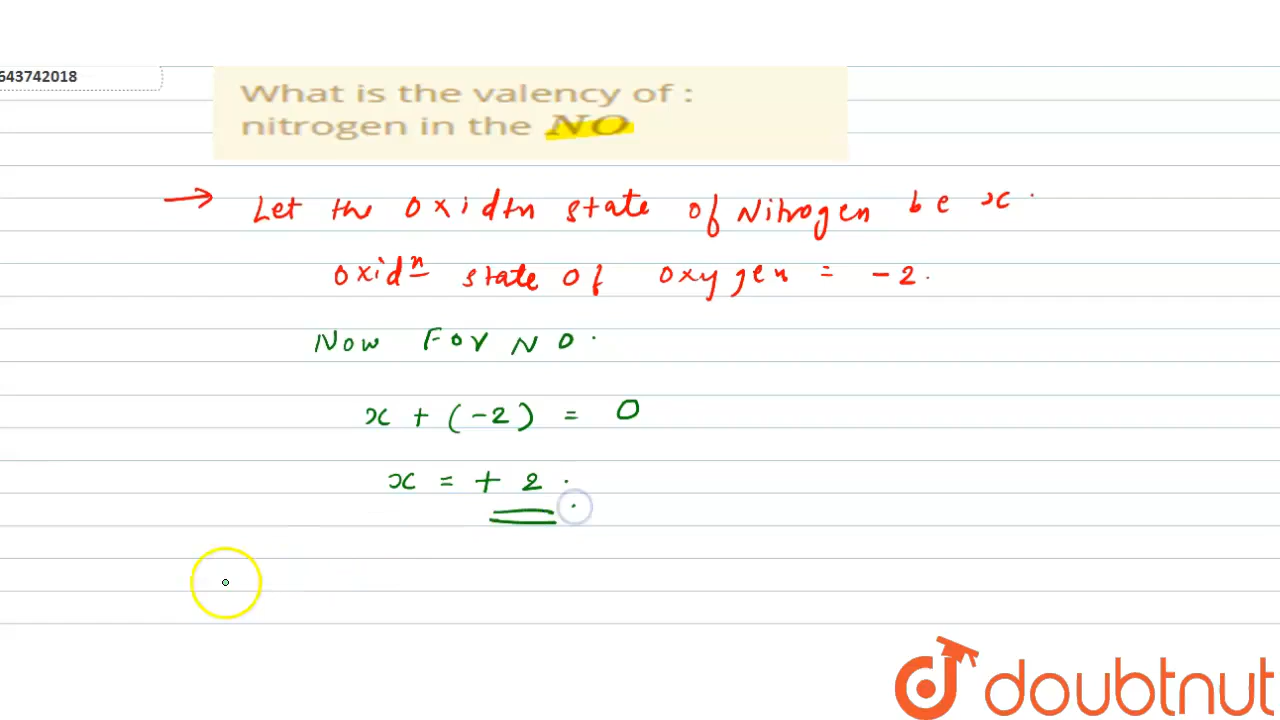 643742018
What is the valency of :
nitrogen in the NO
→ Let the oxidtn state of Nitrogen be x.
oxidn state of oxygen = -2.
Now For NO.
x + (-2) = 0
x = + 2.
doubtnut